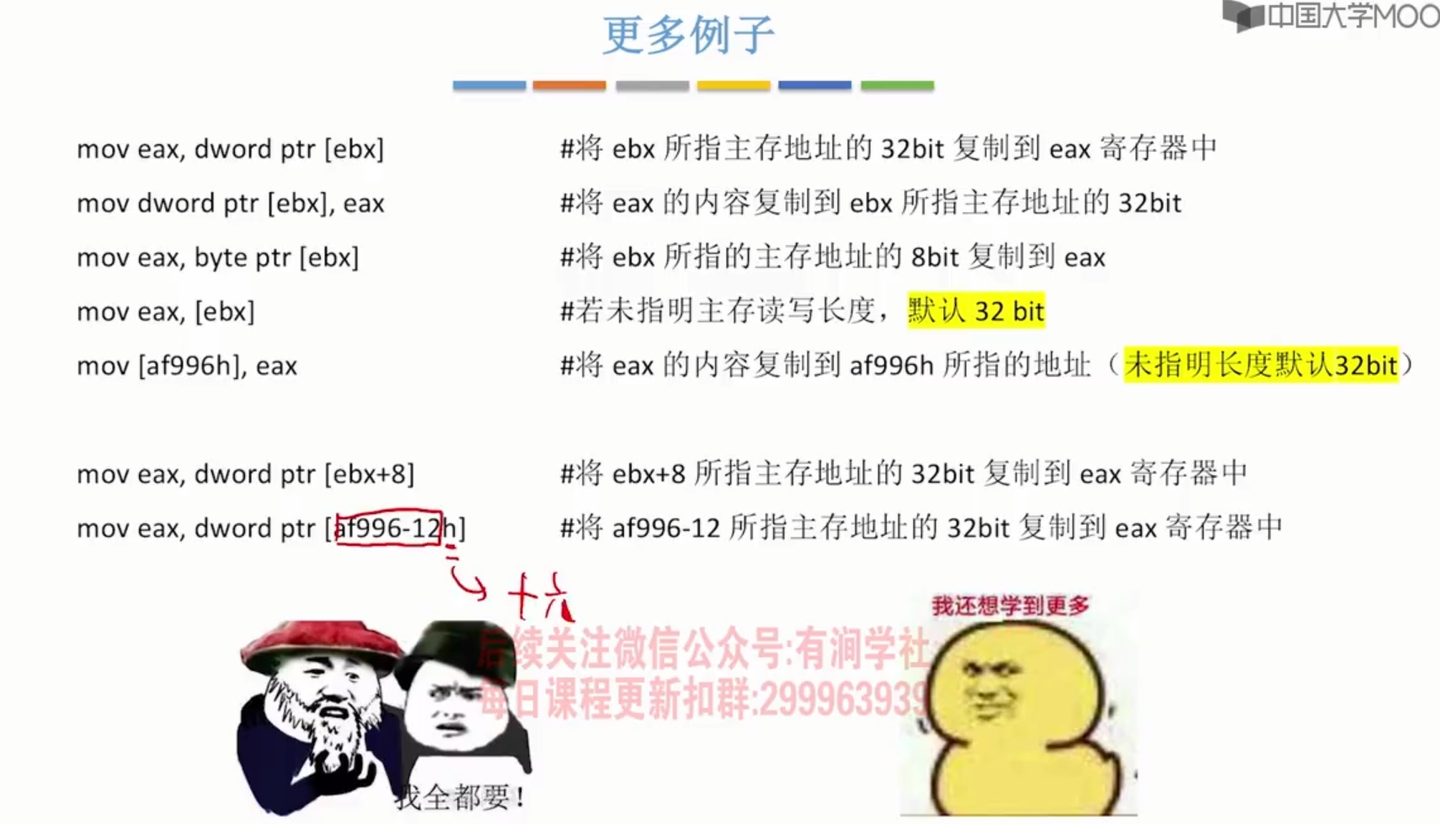 中国大学MOO
更多例子
mov eax, dword ptr [ebx] #将 ebx 所指主存地址的 32bit 复制到 eax 寄存器中
mov dword ptr [ebx], eax #将 eax 的内容复制到 ebx 所指主存地址的 32bit
mov eax, byte ptr [ebx] #将 ebx 所指的主存地址的 8bit 复制到 eax
mov eax, [ebx] #若未指明主存读写长度，默认 32 bit
mov [af996h], eax #将 eax 的内容复制到 af996h 所指的地址（未指明长度默认32bit）
mov eax, dword ptr [ebx+8] #将 ebx+8 所指主存地址的 32bit 复制到 eax 寄存器中
mov eax, dword ptr [af996-12h] #将 af996-12 所指主存地址的 32bit 复制到 eax 寄存器中
十六
我还想学到更多
后续关注微信公众号:有涧学社
每日课程更新扣群:299963939
我全都要!